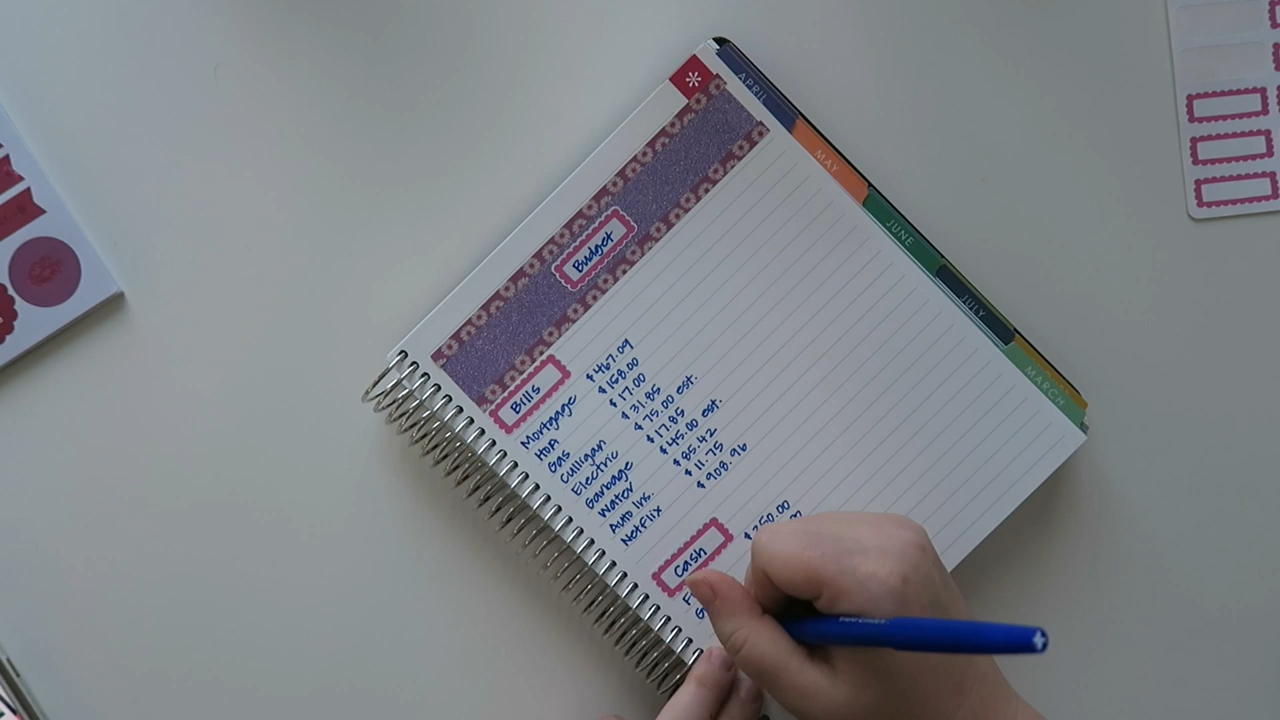 *
Budget
Bills
Mortgage $467.09
HOA $158.00
Gas $17.00
Culligan $31.85
Electric $75.00 est.
Garbage $17.85
Water $45.00 est.
Auto Ins. $85.42
Netflix $11.75
$908.96
Cash
$250.00
APRIL
MAY
JUNE
JULY
MARCH